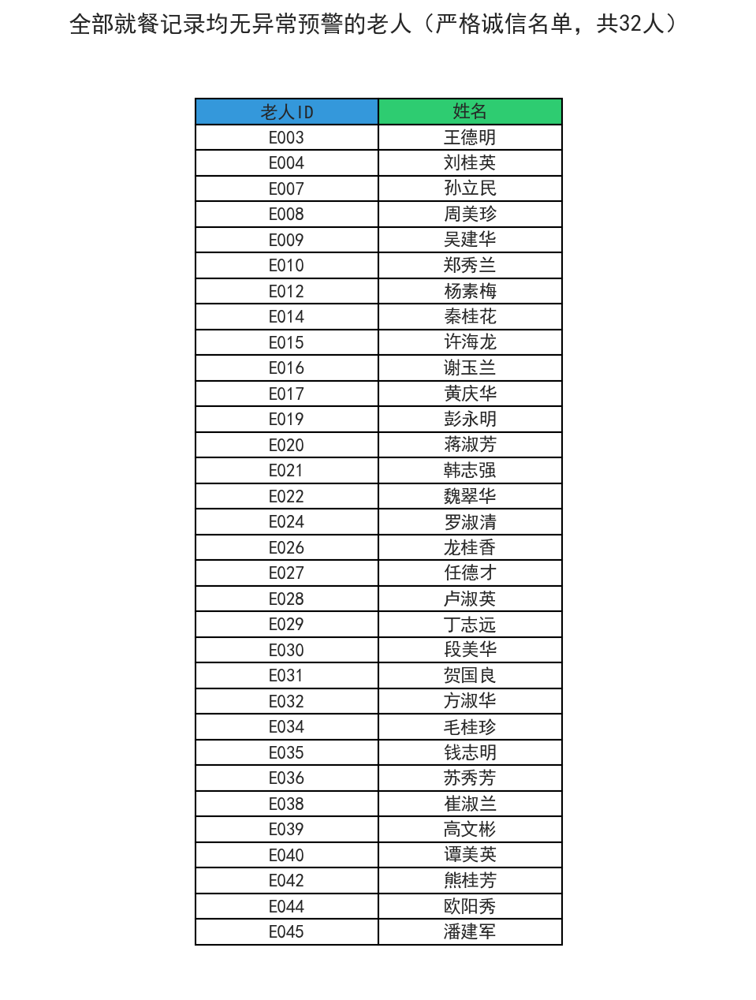 全部就餐记录均无异常预警的老人（严格诚信名单，共32人）
老人ID 姓名
E003 王德明
E004 刘桂英
E007 孙立民
E008 周美珍
E009 吴建华
E010 郑秀兰
E012 杨素梅
E014 秦桂花
E015 许海龙
E016 谢玉兰
E017 黄庆华
E019 彭永明
E020 蒋淑芳
E021 韩志强
E022 魏翠华
E024 罗淑清
E026 龙桂香
E027 任德才
E028 卢淑英
E029 丁志远
E030 段美华
E031 贺国良
E032 方淑华
E034 毛桂珍
E035 钱志明
E036 苏秀芳
E038 崔淑兰
E039 高文彬
E040 谭美英
E042 熊桂芳
E044 欧阳秀
E045 潘建军